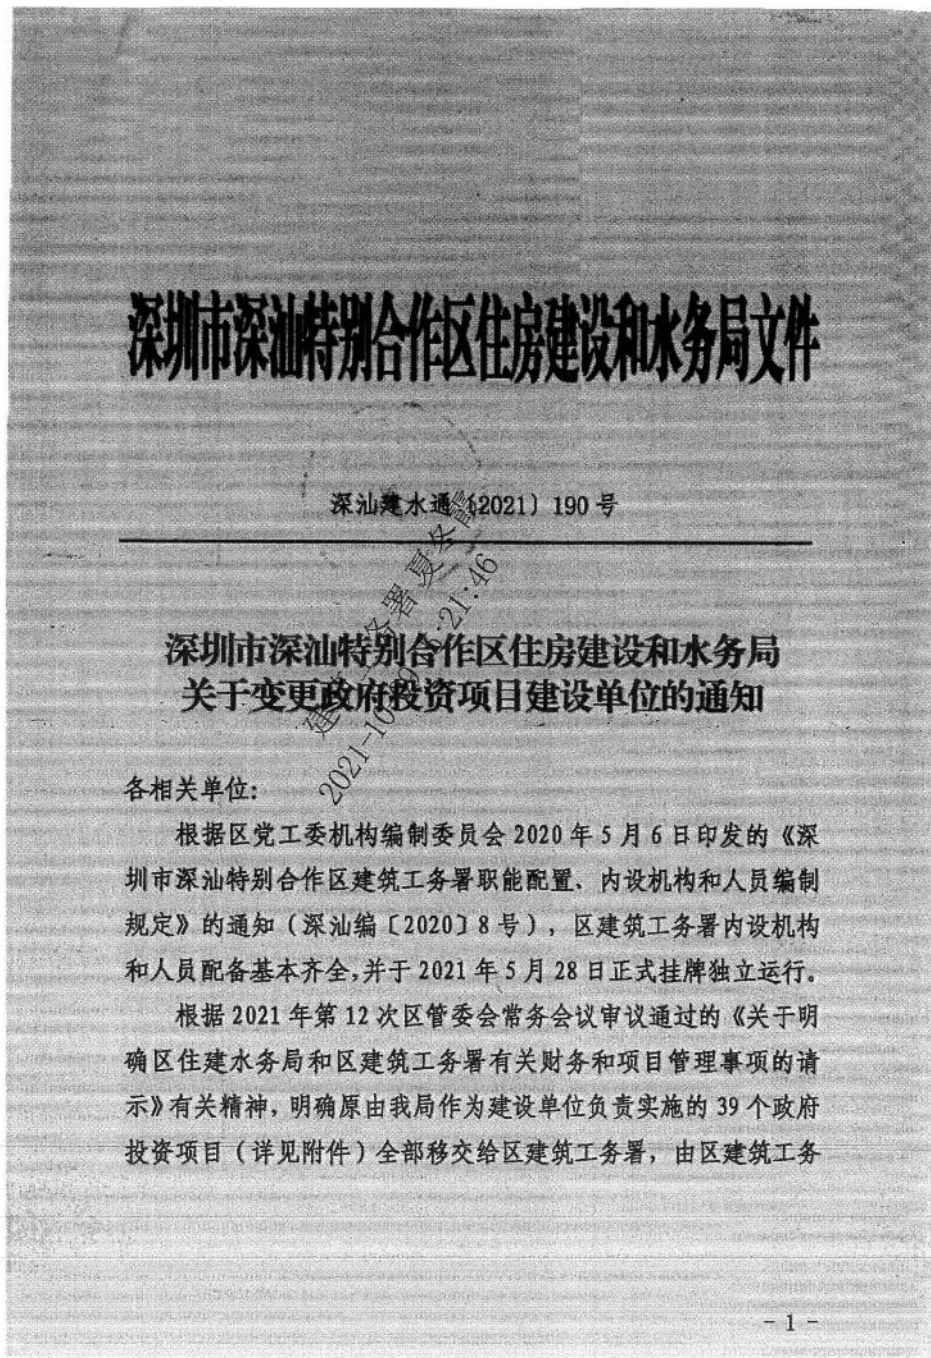 深圳市深汕特别合作区住房建设和水务局文件
深汕建水通〔2021〕190号
深圳市深汕特别合作区住房建设和水务局
关于变更政府投资项目建设单位的通知
各相关单位:
根据区党工委机构编制委员会2020年5月6日印发的《深
圳市深汕特别合作区建筑工务署职能配置、内设机构和人员编制
规定》的通知(深汕编〔2020〕8号),区建筑工务署内设机构
和人员配备基本齐全,并于2021年5月28日正式挂牌独立运行。
根据2021年第12次区管委会常务会议审议通过的《关于明
确区住建水务局和区建筑工务署有关财务和项目管理事项的请
示》有关精神,明确原由我局作为建设单位负责实施的39个政府
投资项目(详见附件)全部移交给区建筑工务署,由区建筑工务
- 1 -